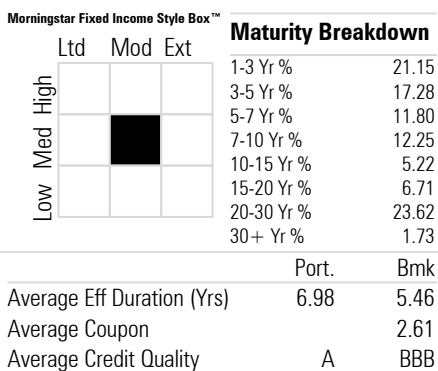 Morningstar Fixed Income Style Box™
Ltd Mod Ext
High
Med
Low
Maturity Breakdown
1-3 Yr % 21.15
3-5 Yr % 17.28
5-7 Yr % 11.80
7-10 Yr % 12.25
10-15 Yr % 5.22
15-20 Yr % 6.71
20-30 Yr % 23.62
30+ Yr % 1.73
Port. Bmk
Average Eff Duration (Yrs) 6.98 5.46
Average Coupon 2.61
Average Credit Quality A BBB